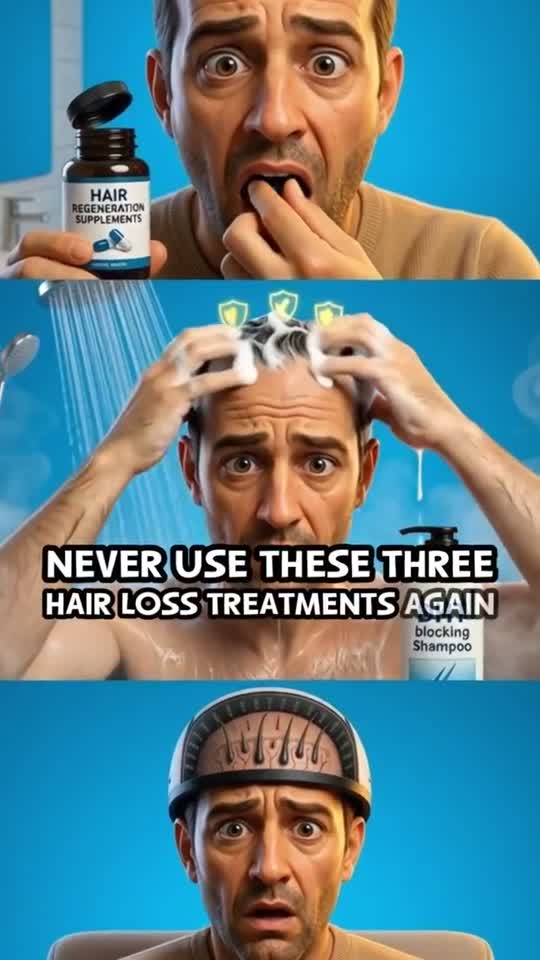 HAIR
REGENERATION
SUPPLEMENTS
NEVER USE THESE THREE
HAIR LOSS TREATMENTS AGAIN
blocking
Shampoo